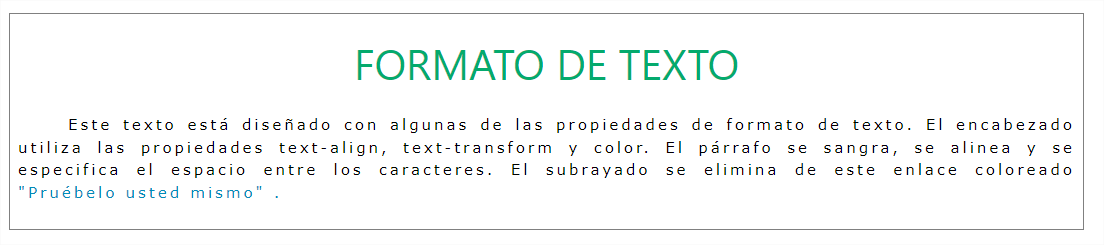 FORMATO DE TEXTO
Este texto está diseñado con algunas de las propiedades de formato de texto. El encabezado
utiliza las propiedades text-align, text-transform y color. El párrafo se sangra, se alinea y se
especifica el espacio entre los caracteres. El subrayado se elimina de este enlace coloreado
"Pruébelo usted mismo" .